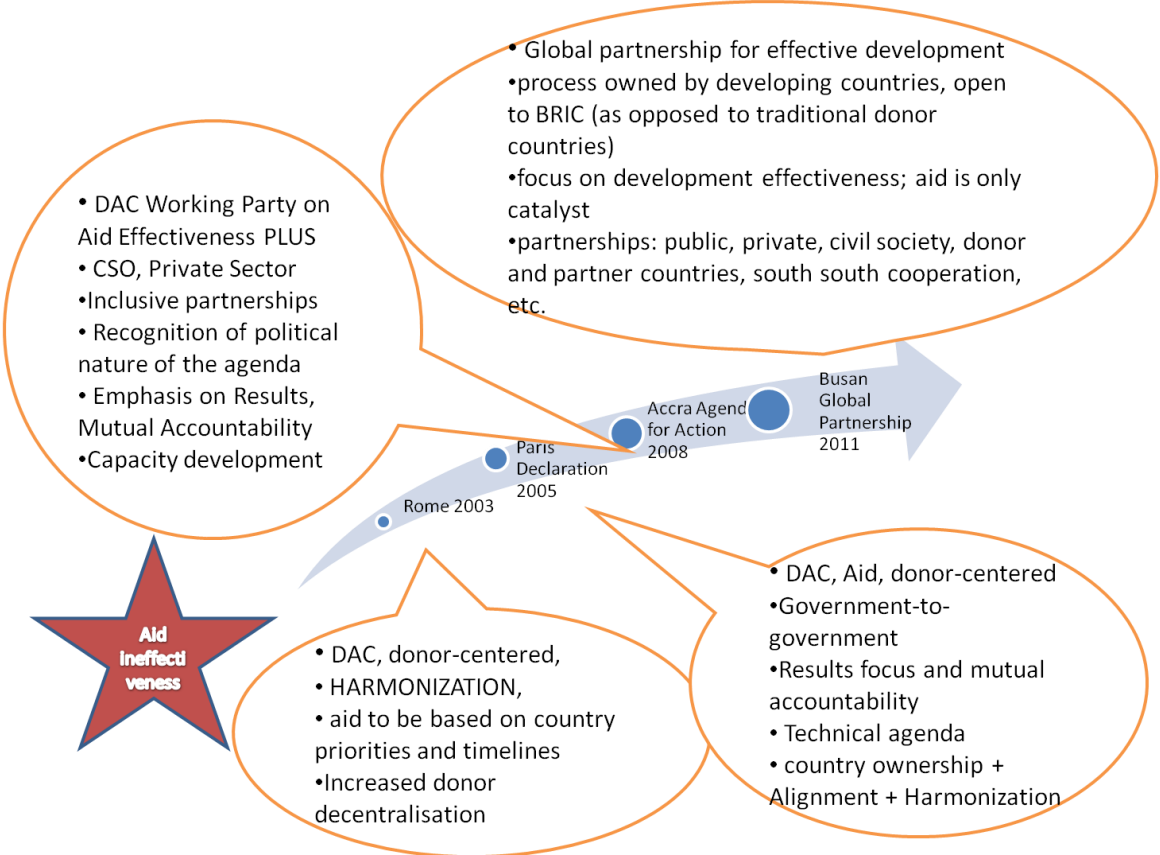 • Global partnership for effective development
•process owned by developing countries, open
to BRIC (as opposed to traditional donor
countries)
•focus on development effectiveness; aid is only
catalyst
•partnerships: public, private, civil society, donor
and partner countries, south south cooperation,
etc.
• DAC Working Party on
Aid Effectiveness PLUS
• CSO, Private Sector
•Inclusive partnerships
• Recognition of political
nature of the agenda
• Emphasis on Results,
Mutual Accountability
•Capacity development
Busan
Global
Partnership
2011
Accra Agend
for Action
2008
Paris
Declaration
2005
Rome 2003
Aid
ineffecti
veness
• DAC, donor-centered,
• HARMONIZATION,
• aid to be based on country
priorities and timelines
•Increased donor
decentralisation
• DAC, Aid, donor-centered
•Government-to-
government
•Results focus and mutual
accountability
• Technical agenda
• country ownership +
Alignment + Harmonization